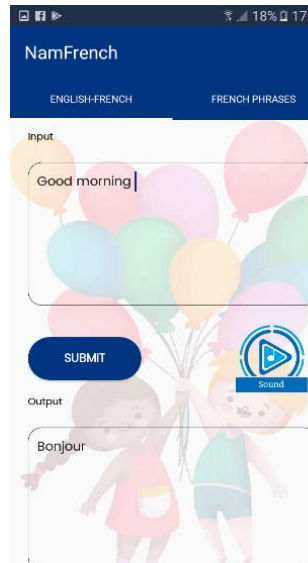 18% 17
NamFrench
ENGLISH-FRENCH FRENCH PHRASES
Input
Good morning
SUBMIT
Sound
Output
Bonjour